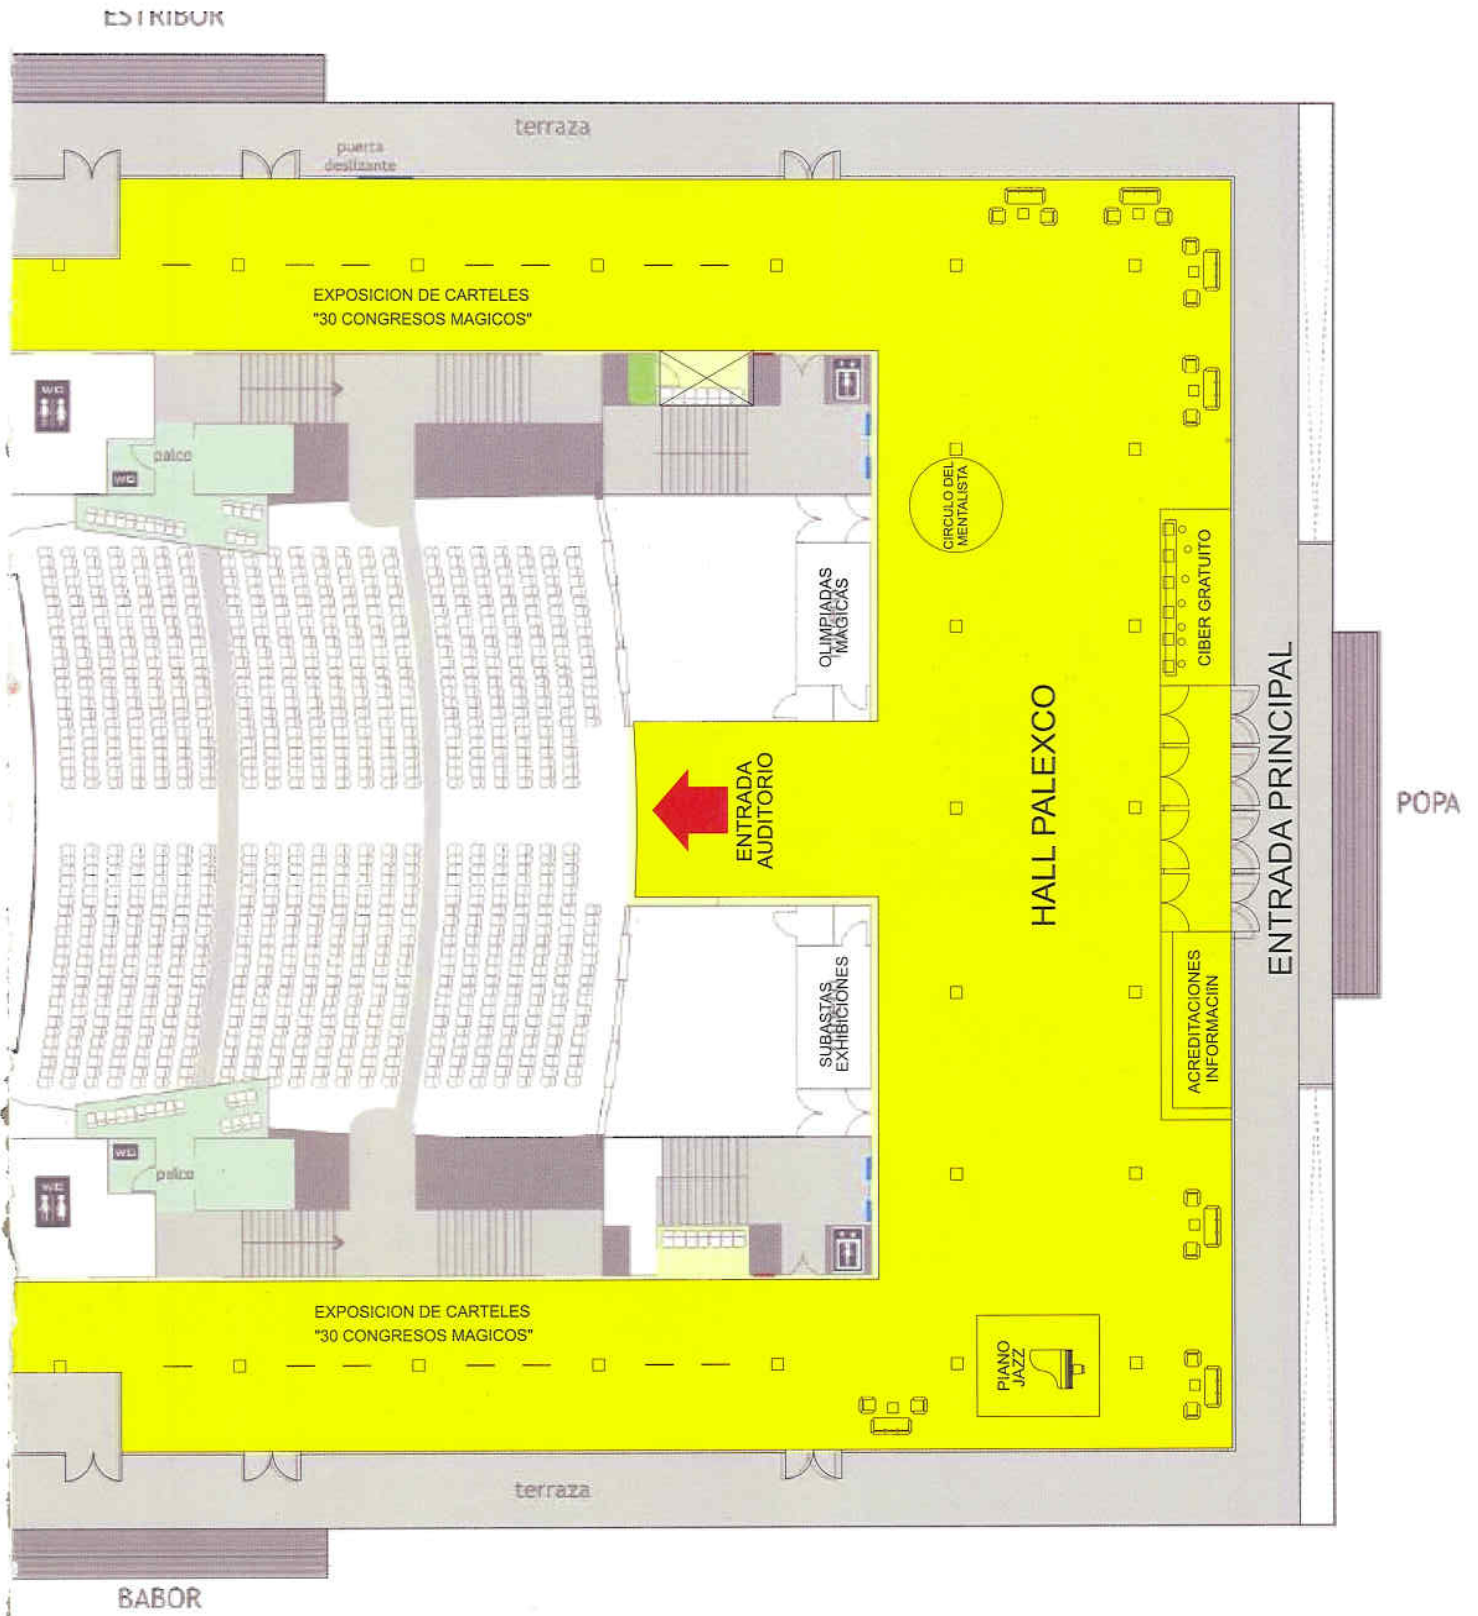 ESTRIBOR
terraza
puerta
deslizante
EXPOSICION DE CARTELES
"30 CONGRESOS MAGICOS"
WC
palco
WC
CIRCULO DEL
MENTALISTA
OLIMPIADAS
MAGICAS
CIBER GRATUITO
ENTRADA
AUDITORIO
HALL PALEXCO
ENTRADA PRINCIPAL
POPA
SUBASTAS
EXHIBICIONES
ACREDITACIONES
INFORMACIÏN
WC
palco
WC
EXPOSICION DE CARTELES
"30 CONGRESOS MAGICOS"
PIANO
JAZZ
terraza
BABOR